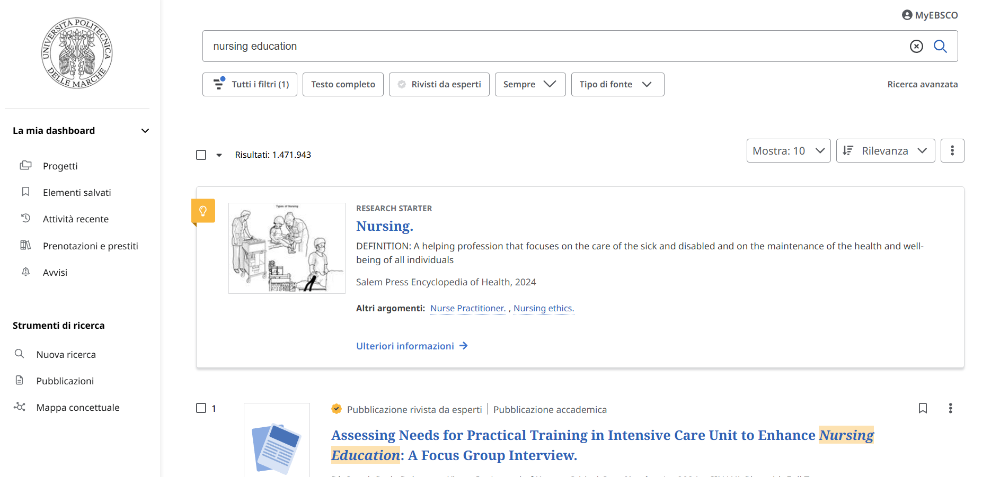 UNIVERSITÀ POLITECNICA
DELLE MARCHE
La mia dashboard
Progetti
Elementi salvati
Attività recente
Prenotazioni e prestiti
Avvisi
Strumenti di ricerca
Nuova ricerca
Pubblicazioni
Mappa concettuale
MyEBSCO
nursing education
Tutti i filtri (1)
Testo completo
Rivisti da esperti
Sempre
Tipo di fonte
Ricerca avanzata
Risultati: 1.471.943
Mostra: 10
Rilevanza
Types of Nursing
RESEARCH STARTER
Nursing.
DEFINITION: A helping profession that focuses on the care of the sick and disabled and on the maintenance of the health and well-
being of all individuals
Salem Press Encyclopedia of Health, 2024
Altri argomenti: Nurse Practitioner. , Nursing ethics.
Ulteriori informazioni
1
Pubblicazione rivista da esperti | Pubblicazione accademica
Assessing Needs for Practical Training in Intensive Care Unit to Enhance Nursing
Education: A Focus Group Interview.